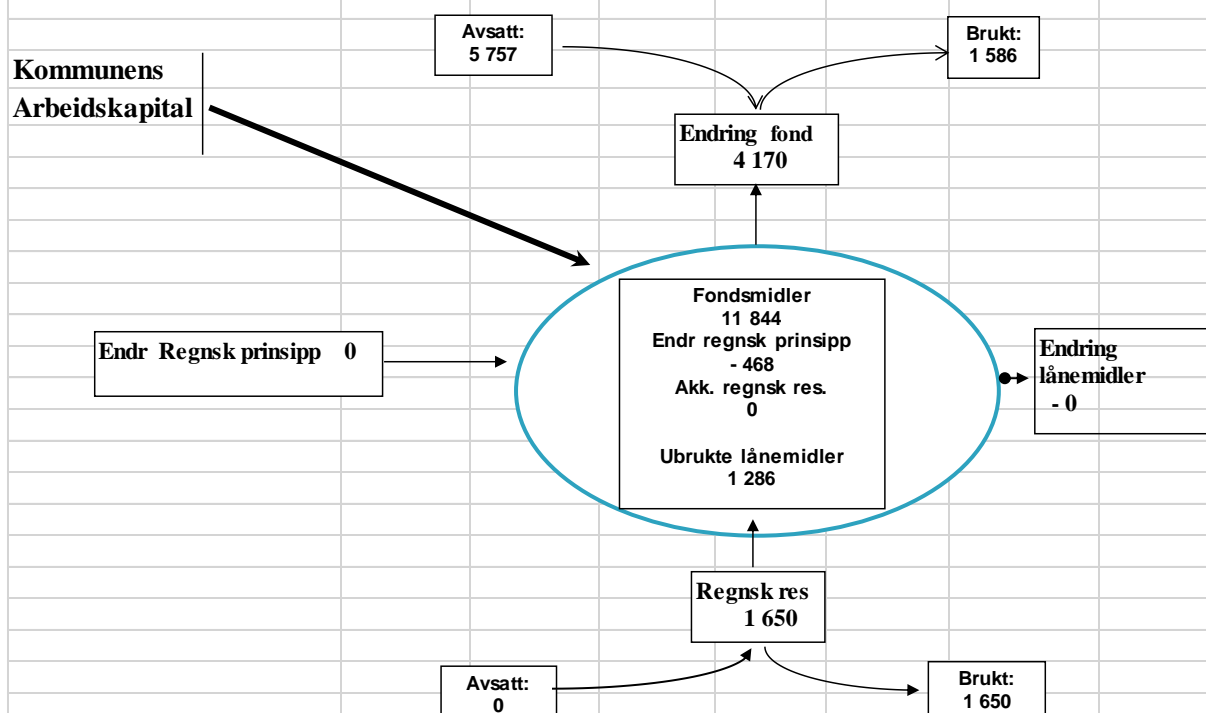 Avsatt:
5 757
Brukt:
1 586
Kommunens
Arbeidskapital
Endring fond
4 170
Fondsmidler
11 844
Endr regnsk prinsipp
- 468
Akk. regnsk res.
0
Ubrukte lånemidler
1 286
Endr Regnsk prinsipp 0
Endring
lånemidler
- 0
Regnsk res
1 650
Avsatt:
0
Brukt:
1 650